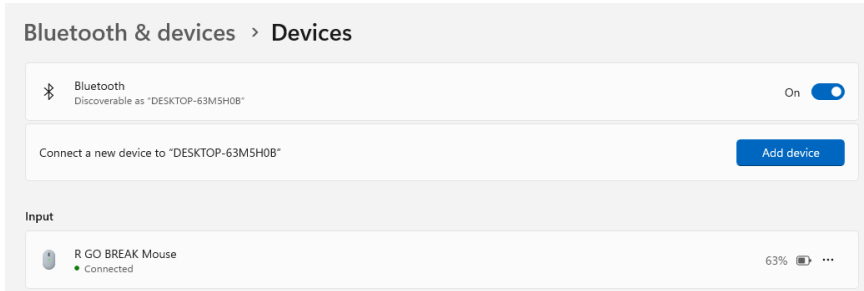 Bluetooth & devices › Devices
Bluetooth
Discoverable as "DESKTOP-63M5H0B"
On
Connect a new device to "DESKTOP-63M5H0B"
Add device
Input
R GO BREAK Mouse
Connected
63%